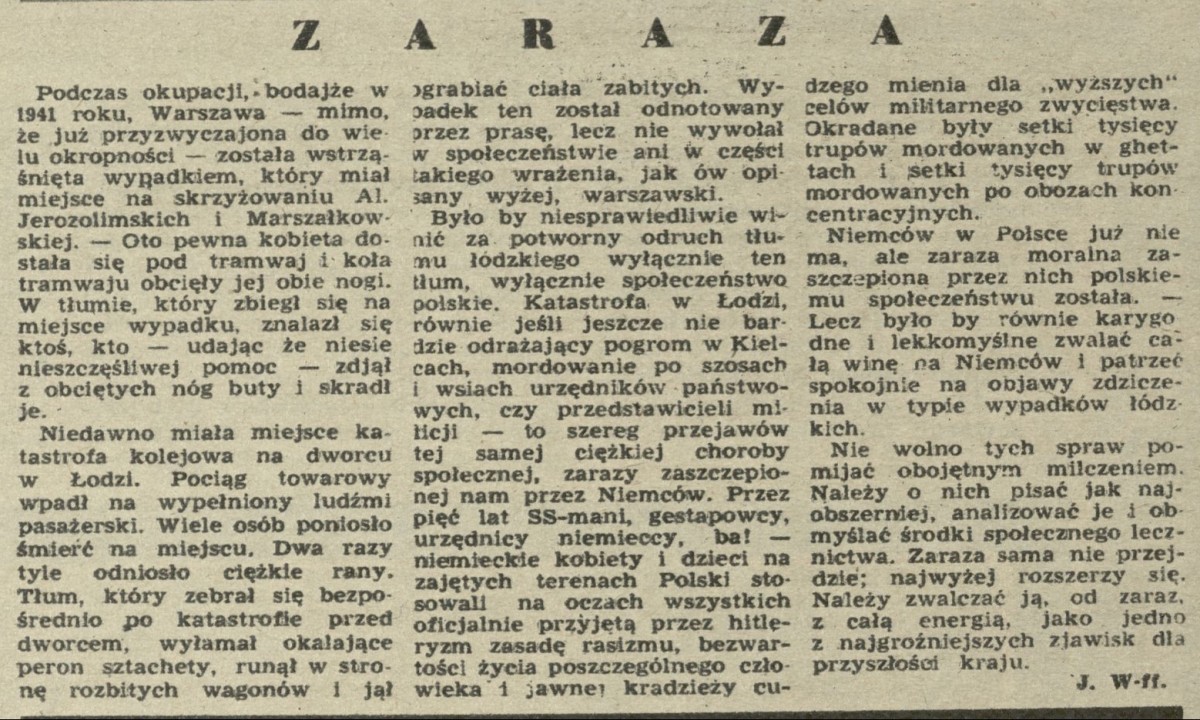 ZARAZA
Podczas okupacji, bodajże w
1941 roku, Warszawa — mimo,
że już przyzwyczajona do wie-
lu okropności — została wstrzą-
śnięta wypadkiem, który miał
miejsce na skrzyżowaniu Al.
Jerozolimskich i Marszałkow-
skiej. — Oto pewna kobieta do-
stała się pod tramwaj i koła
tramwaju obcięły jej obie nogi.
W tłumie, który zbiegł się na
miejsce wypadku, znalazł się
ktoś, kto — udając że niesie
nieszczęśliwej pomoc — zdjął
z obciętych nóg buty i skradł
je.
Niedawno miała miejsce ka-
tastrofa kolejowa na dworcu
w Łodzi. Pociąg towarowy
wpadł na wypełniony ludźmi
pasażerski. Wiele osób poniosło
śmierć na miejscu. Dwa razy
tyle odniosło ciężkie rany.
Tłum, który zebrał się bezpo-
średnio po katastrofie przed
dworcem, wyłamał okalające
peron sztachety, runął w stro-
nę rozbitych wagonów i jął
ograbiać ciała zabitych. Wy-
padek ten został odnotowany
przez prasę, lecz nie wywołał
w społeczeństwie ani w części
takiego wrażenia, jak ów opi-
sany wyżej, warszawski.
Było by niesprawiedliwie wi-
nić za potworny odruch tłu-
mu łódzkiego wyłącznie ten
tłum, wyłącznie społeczeństwo
polskie. Katastrofa w Łodzi,
równie jeśli jeszcze nie bar-
dzie odrażający pogrom w Kiel-
cach, mordowanie po szosach
i wsiach urzędników państwo-
wych, czy przedstawicieli mi-
licji — to szereg przejawów
tej samej ciężkiej choroby
społecznej, zarazy zaszczepio-
nej nam przez Niemców. Przez
pięć lat SS-mani, gestapowcy,
urzędnicy niemieccy, ba! —
niemieckie kobiety i dzieci na
zajętych terenach Polski sto-
sowali na oczach wszystkich
oficjalnie przyjętą przez hitle-
ryzm zasadę rasizmu, bezwar-
tości życia poszczególnego czło-
wieka i jawnej kradzieży cu-
dzego mienia dla „wyższych“
celów militarnego zwycięstwa.
Okradane były setki tysięcy
trupów mordowanych w ghet-
tach i setki tysięcy trupów
mordowanych po obozach kon-
centracyjnych.
Niemców w Polsce już nie
ma, ale zaraza moralna za-
szczepiona przez nich polskie-
mu społeczeństwu została. —
Lecz było by równie karygo-
dne i lekkomyślne zwalać ca-
łą winę na Niemców i patrzeć
spokojnie na objawy zdzicze-
nia w typie wypadków łódz-
kich.
Nie wolno tych spraw po-
mijać obojętnym milczeniem.
Należy o nich pisać jak naj-
obszerniej, analizować je i ob-
myślać środki społecznego lecz-
nictwa. Zaraza sama nie przej-
dzie; najwyżej rozszerzy się.
Należy zwalczać ją, od zaraz,
z całą energią, jako jedno
z najgroźniejszych zjawisk dla
przyszłości kraju.
J. W-ff.